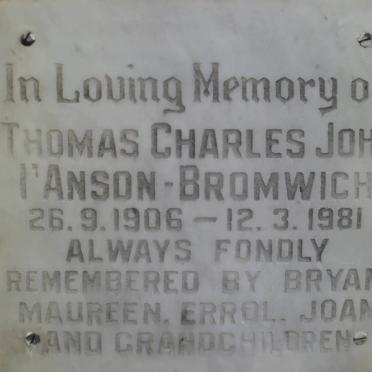 In Loving Memory o
THOMAS CHARLES JOH
I'ANSON-BROMWICH
26.9.1906 — 12.3.1981
ALWAYS FONDLY
REMEMBERED BY BRYAN
MAUREEN, ERROL, JOAN
AND GRANDCHILDREN